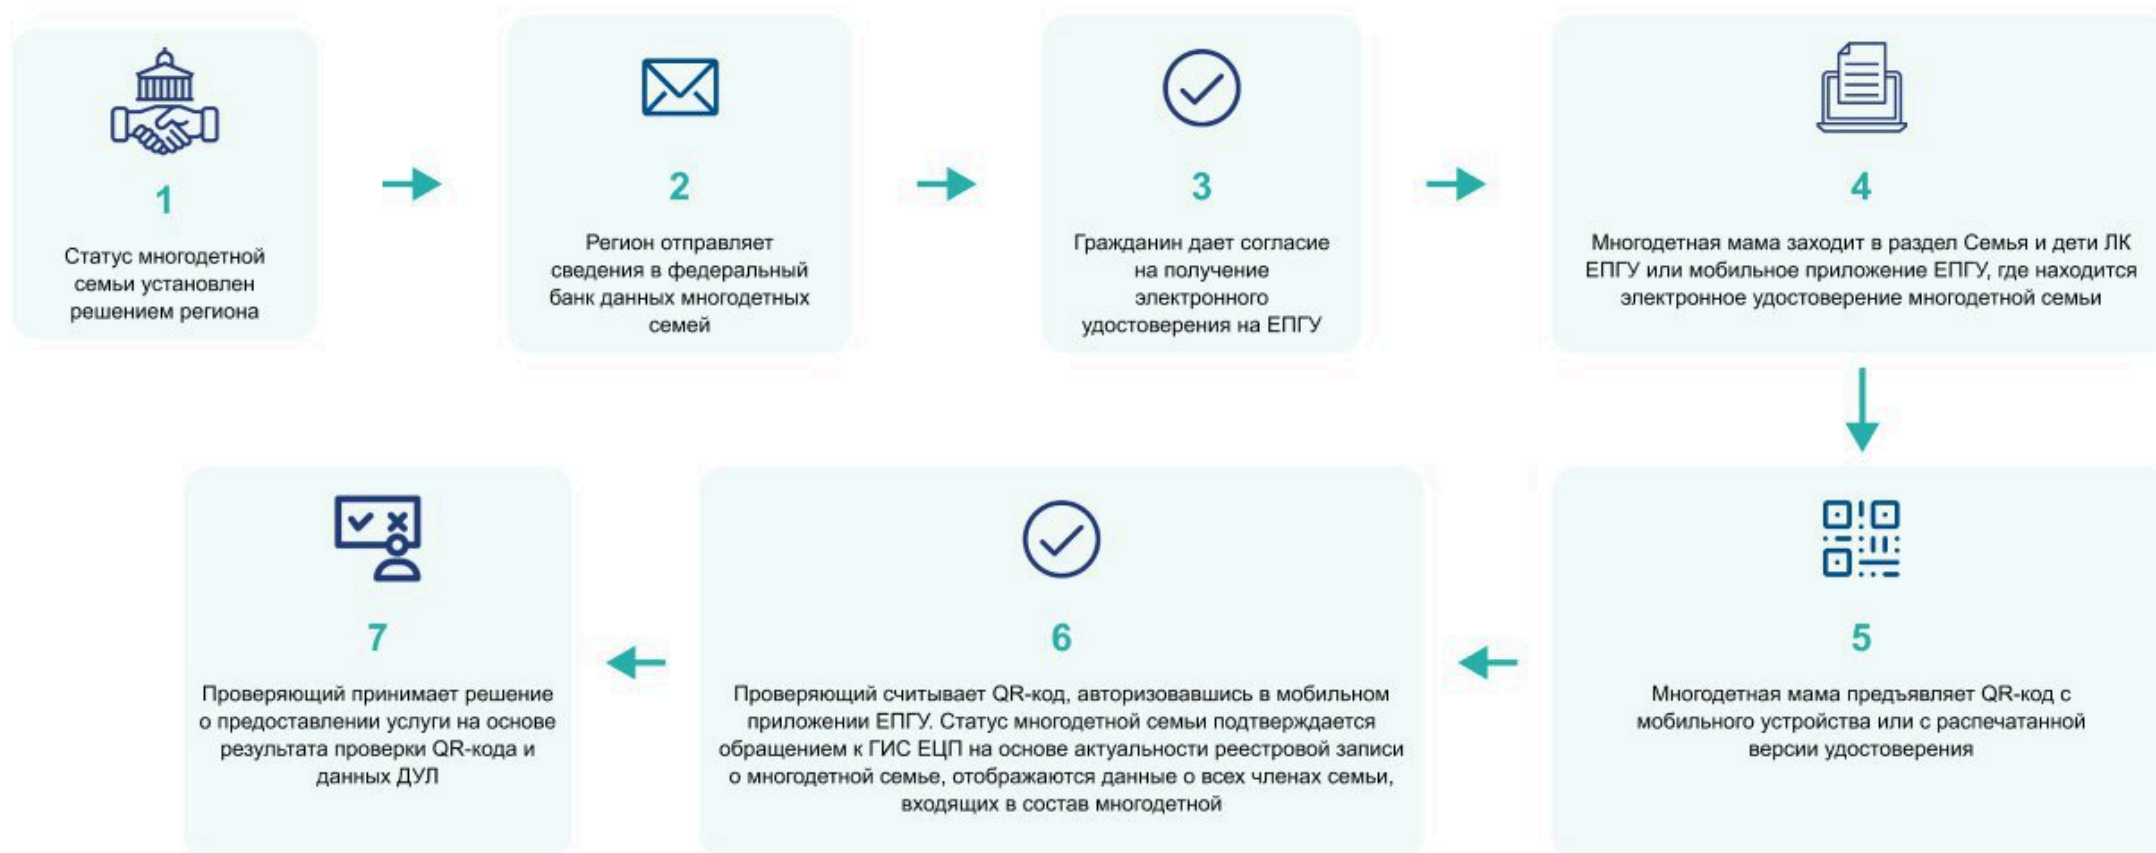 1
Статус многодетной
семьи установлен
решением региона
2
Регион отправляет
сведения в федеральный
банк данных многодетных
семей
3
Гражданин дает согласие
на получение
электронного
удостоверения на ЕПГУ
4
Многодетная мама заходит в раздел Семья и дети ЛК
ЕПГУ или мобильное приложение ЕПГУ, где находится
электронное удостоверение многодетной семьи
5
Многодетная мама предъявляет QR-код с
мобильного устройства или с распечатанной
версии удостоверения
6
Проверяющий считывает QR-код, авторизовавшись в мобильном
приложении ЕПГУ. Статус многодетной семьи подтверждается
обращением к ГИС ЕЦП на основе актуальности реестровой записи
о многодетной семье, отображаются данные о всех членах семьи,
входящих в состав многодетной
7
Проверяющий принимает решение
о предоставлении услуги на основе
результата проверки QR-кода и
данных ДУЛ